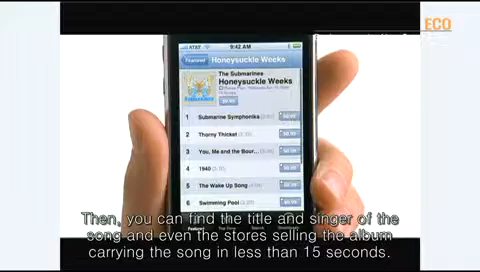 ECO
AT&T
9:42 AM
Featured
Honeysuckle Weeks
The Submarines
Honeysuckle Weeks
1 Submarine Symphonika
2 Thorny Thicket
3 You, Me and the Bour...
4 1940
5 The Wake Up Song
6 Swimming Pool
Then, you can find the title and singer of the
song and even the stores selling the album
carrying the song in less than 15 seconds.